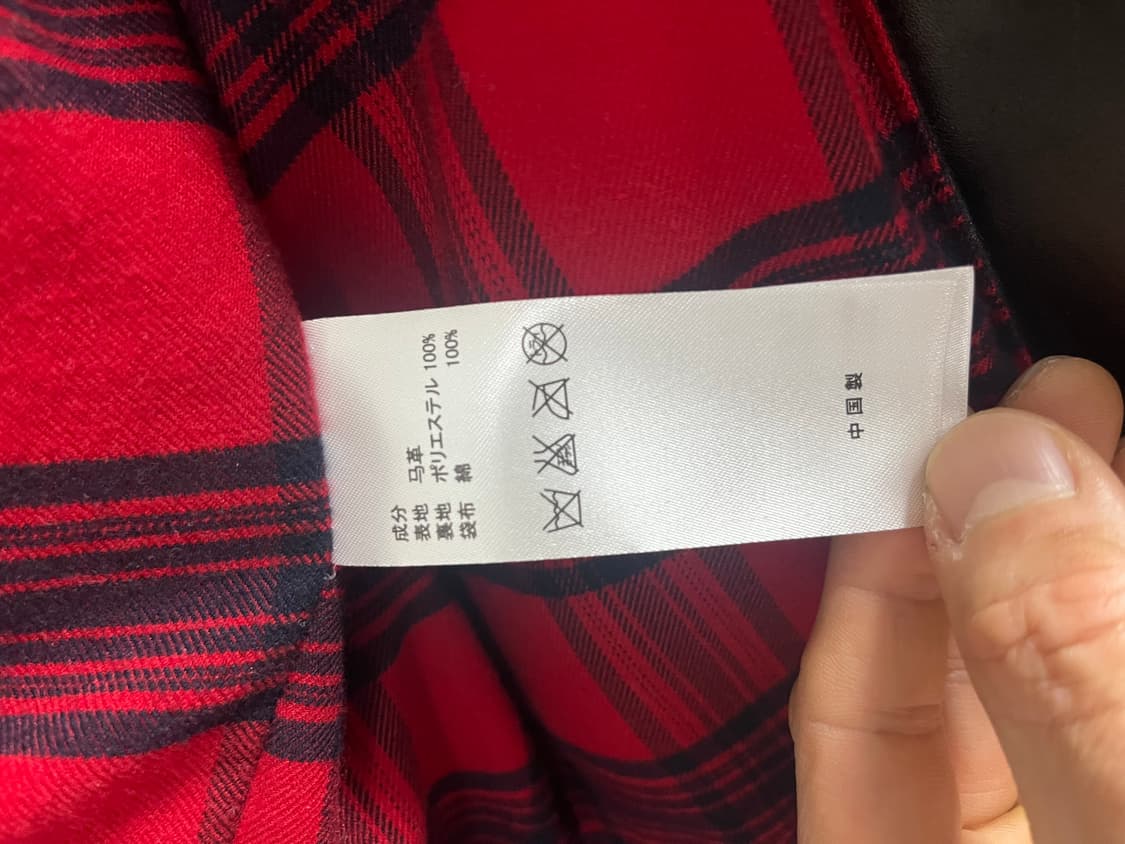 成分
表地 马革
裏地 ポリエステル 100%
袋布 綿 100%
中国製